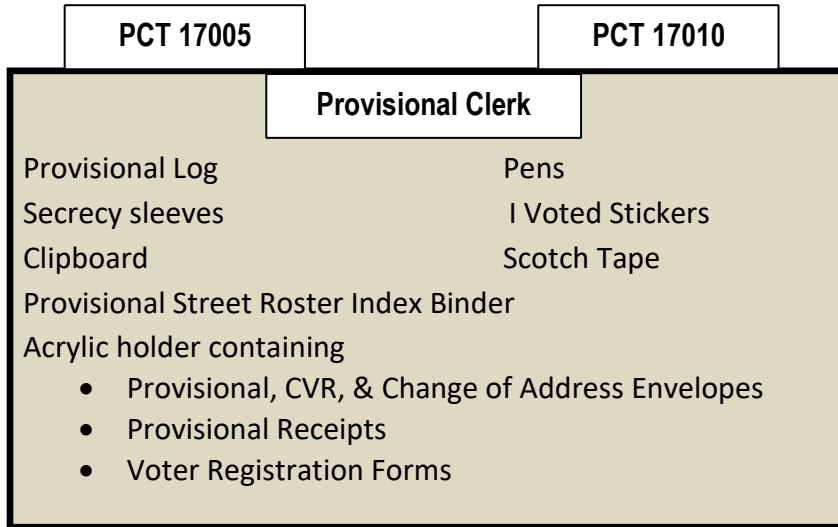 PCT 17005 PCT 17010
Provisional Clerk
Provisional Log Pens
Secrecy sleeves I Voted Stickers
Clipboard Scotch Tape
Provisional Street Roster Index Binder
Acrylic holder containing
• Provisional, CVR, & Change of Address Envelopes
• Provisional Receipts
• Voter Registration Forms